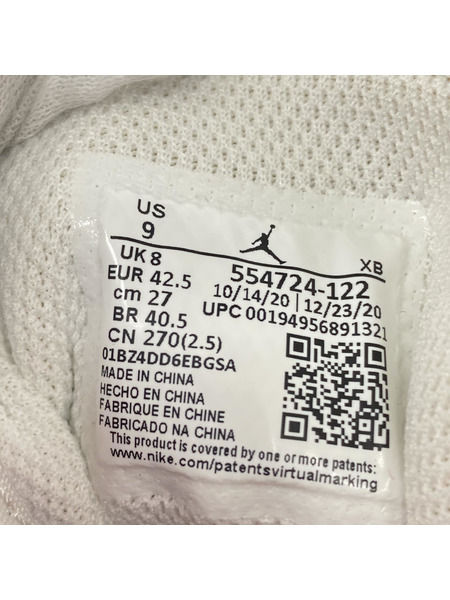 US
9
XB
UK 8
554724-122
EUR 42.5
10/14/20 | 12/23/20
cm 27
UPC 00194956891321
BR 40.5
CN 270(2.5)
01BZ4DD6EBGSA
MADE IN CHINA
HECHO EN CHINA
FABRIQUE EN CHINE
FABRICADO NA CHINA
This product is covered by one or more patents:
www.nike.com/patentsvirtualmarking